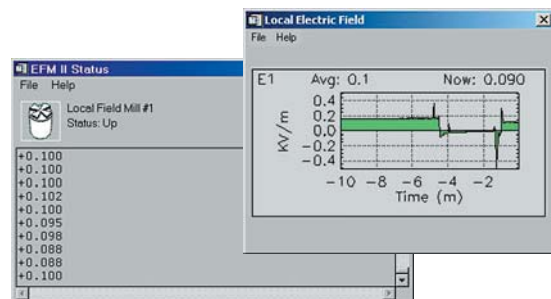 Local Electric Field
File Help
E1 Avg: 0.1 Now: 0.090
0.4
0.2
0.0
-0.2
-0.4
KV/m
-10 -8 -6 -4 -2
Time (m)
EFM II Status
File Help
Local Field Mill #1
Status: Up
+0.100
+0.100
+0.100
+0.102
+0.100
+0.095
+0.098
+0.088
+0.088
+0.100